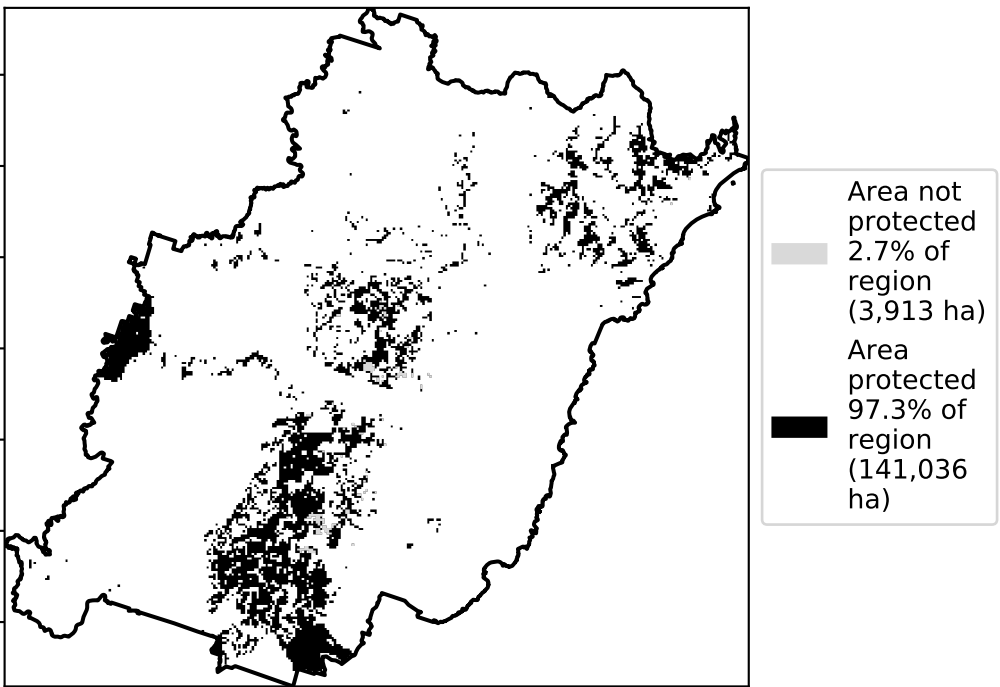 Area not
protected
2.7% of
region
(3,913 ha)
Area
protected
97.3% of
region
(141,036
ha)